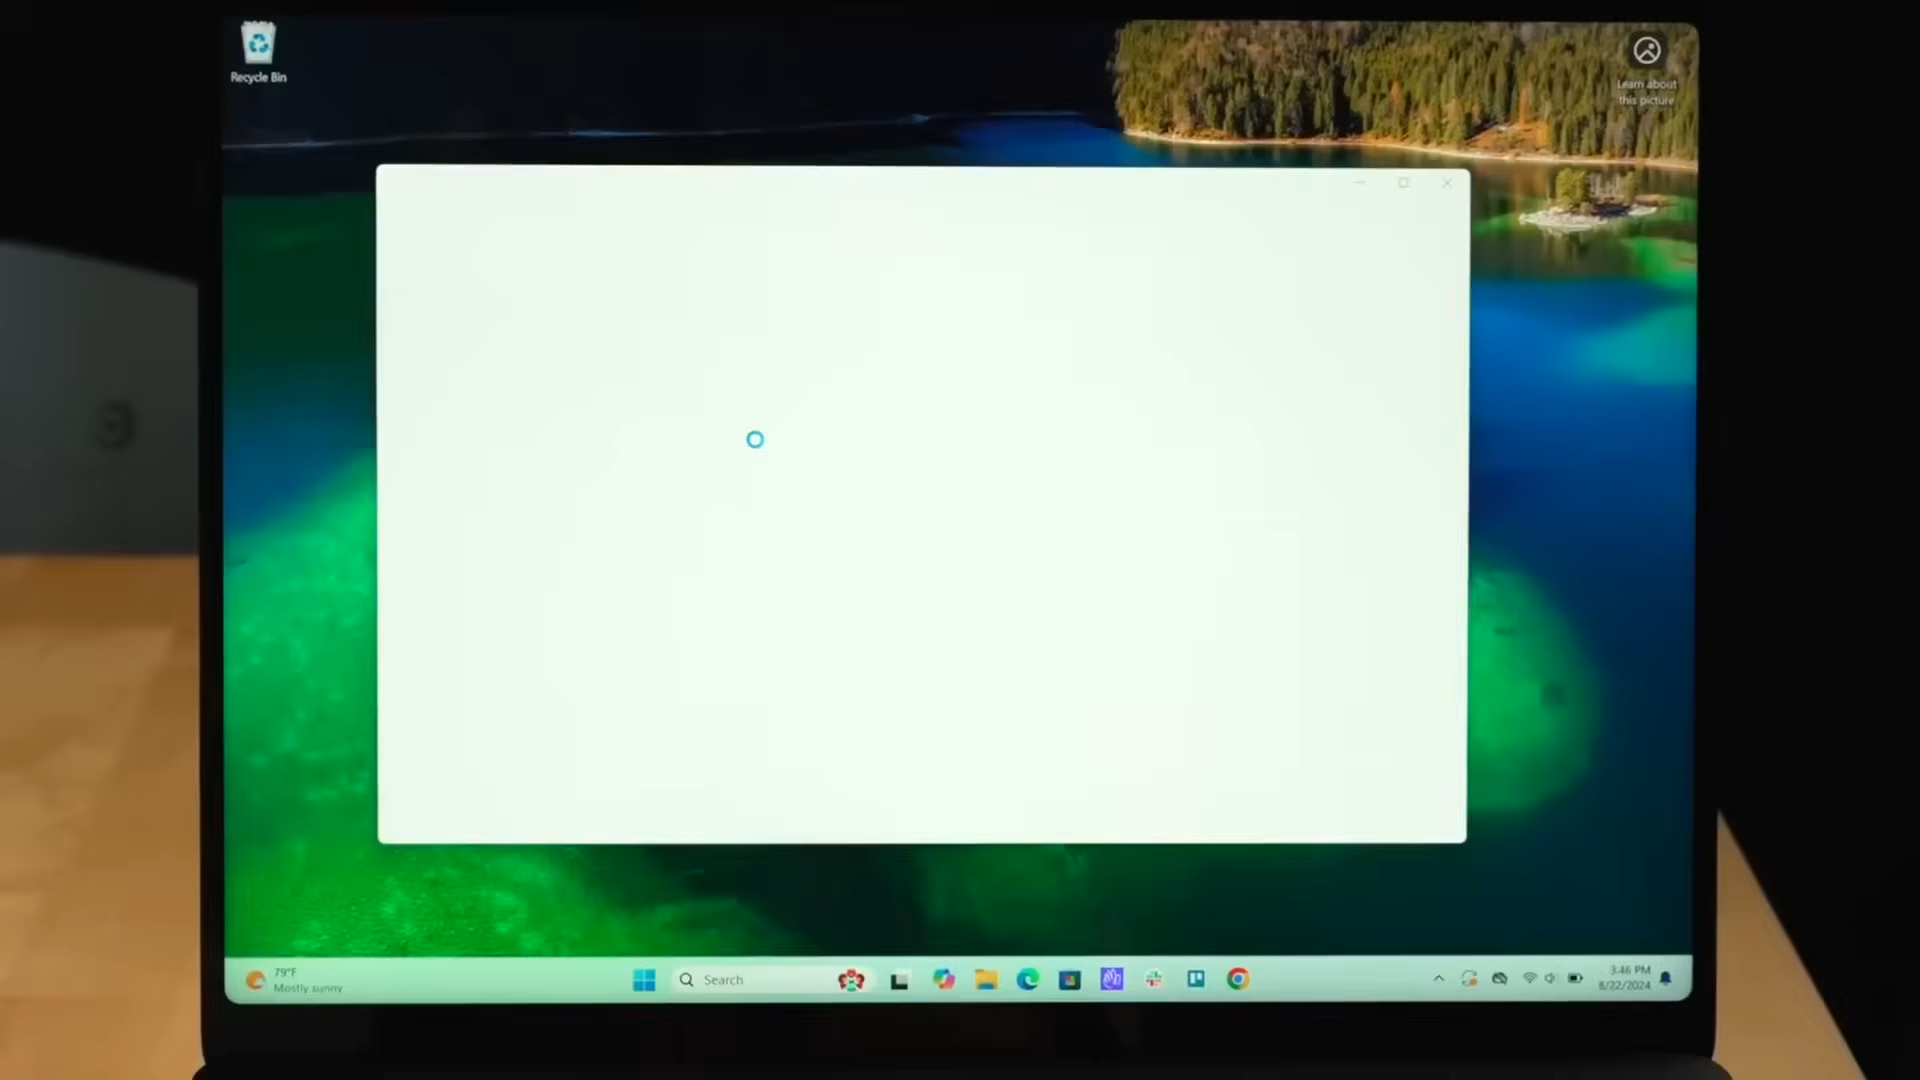 Recycle Bin
Learn about
this picture
79°F
Mostly sunny
Search
3:46 PM
8/22/2024